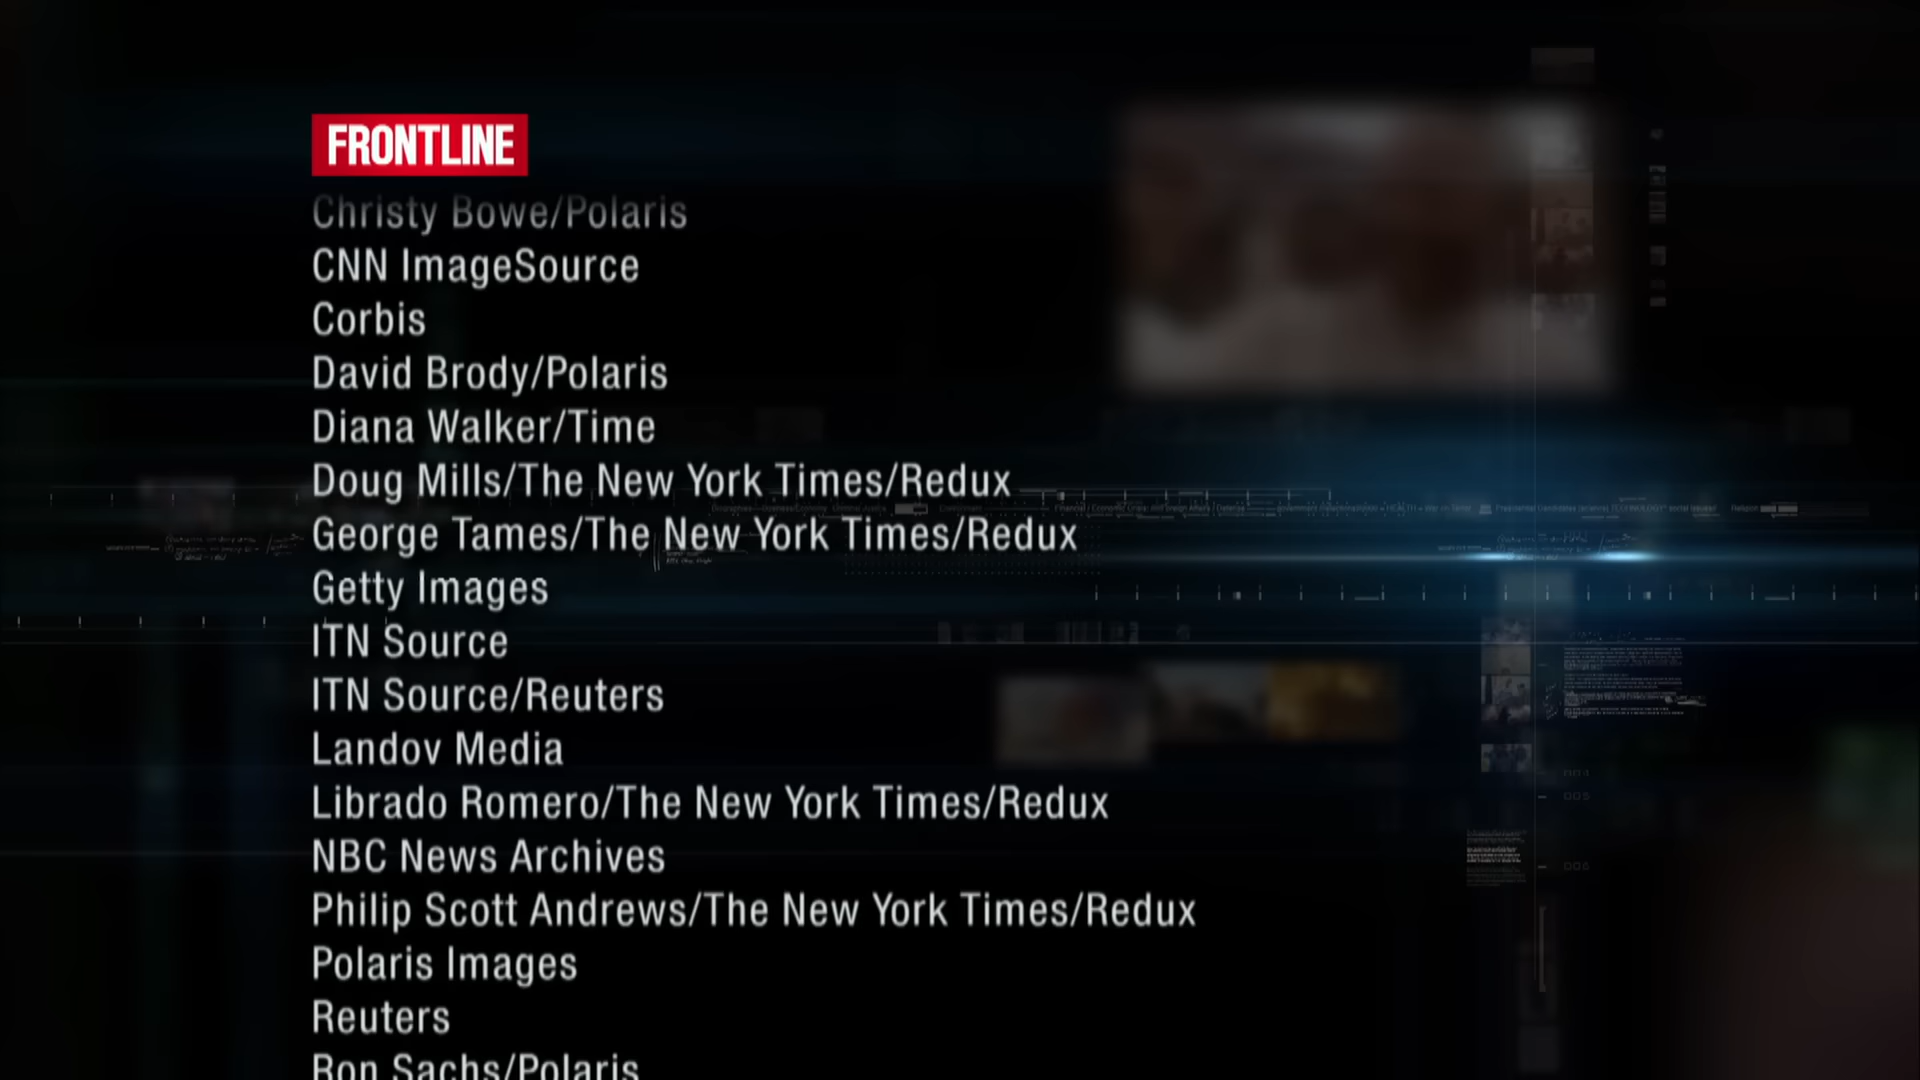 FRONTLINE
Christy Bowe/Polaris
CNN ImageSource
Corbis
David Brody/Polaris
Diana Walker/Time
Doug Mills/The New York Times/Redux
George Tames/The New York Times/Redux
Getty Images
ITN Source
ITN Source/Reuters
Landov Media
Librado Romero/The New York Times/Redux
NBC News Archives
Philip Scott Andrews/The New York Times/Redux
Polaris Images
Reuters
Ron Sachs/Polaris